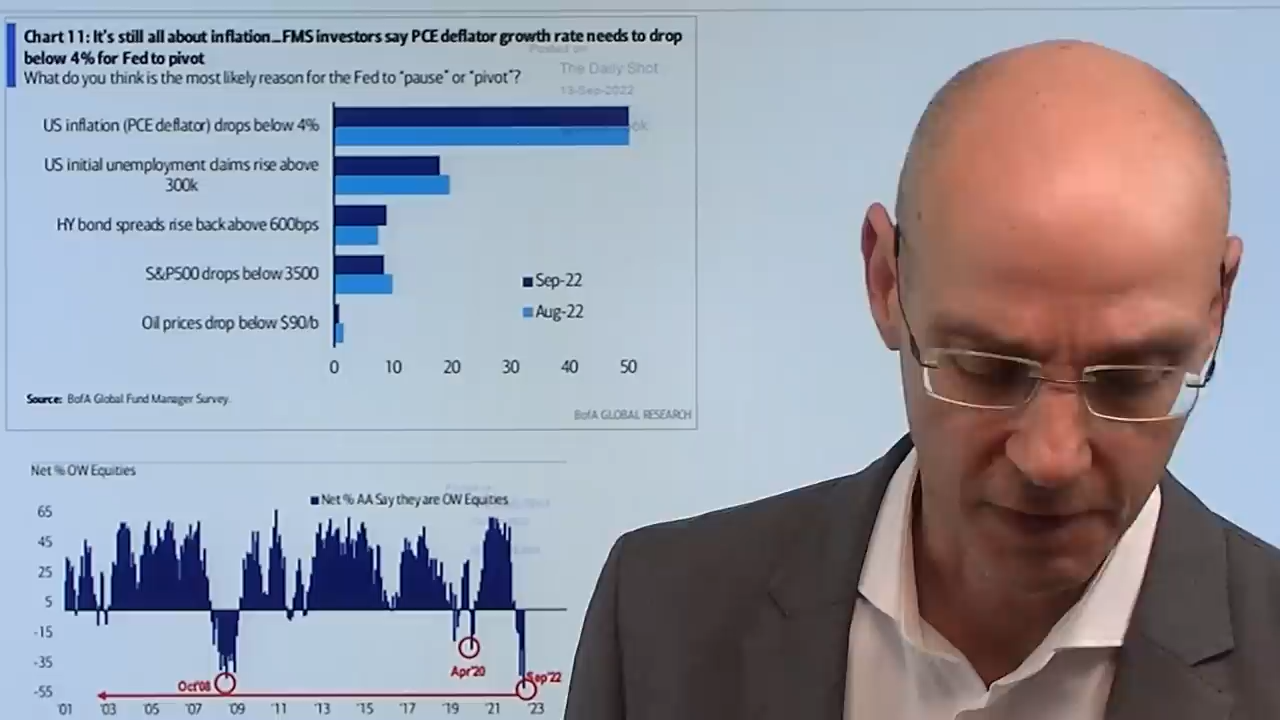 Chart 11: It's still all about inflation...FMS investors say PCE deflator growth rate needs to drop
below 4% for Fed to pivot
What do you think is the most likely reason for the Fed to "pause" or "pivot"?
Posted on
The Daily Shot
13-Sep-2022
US inflation (PCE deflator) drops below 4%
US initial unemployment claims rise above
300k
HY bond spreads rise back above 600bps
S&P500 drops below 3500
Oil prices drop below $90/b
Sep-22
Aug-22
0 10 20 30 40 50
Source: BofA Global Fund Manager Survey.
BofA GLOBAL RESEARCH
Net % OW Equities
Net % AA Say they are OW Equities
65
45
25
5
-15
-35
-55
Oct'08
Apr'20
Sep'22
'01 '03 '05 '07 '09 '11 '13 '15 '17 '19 '21 '23